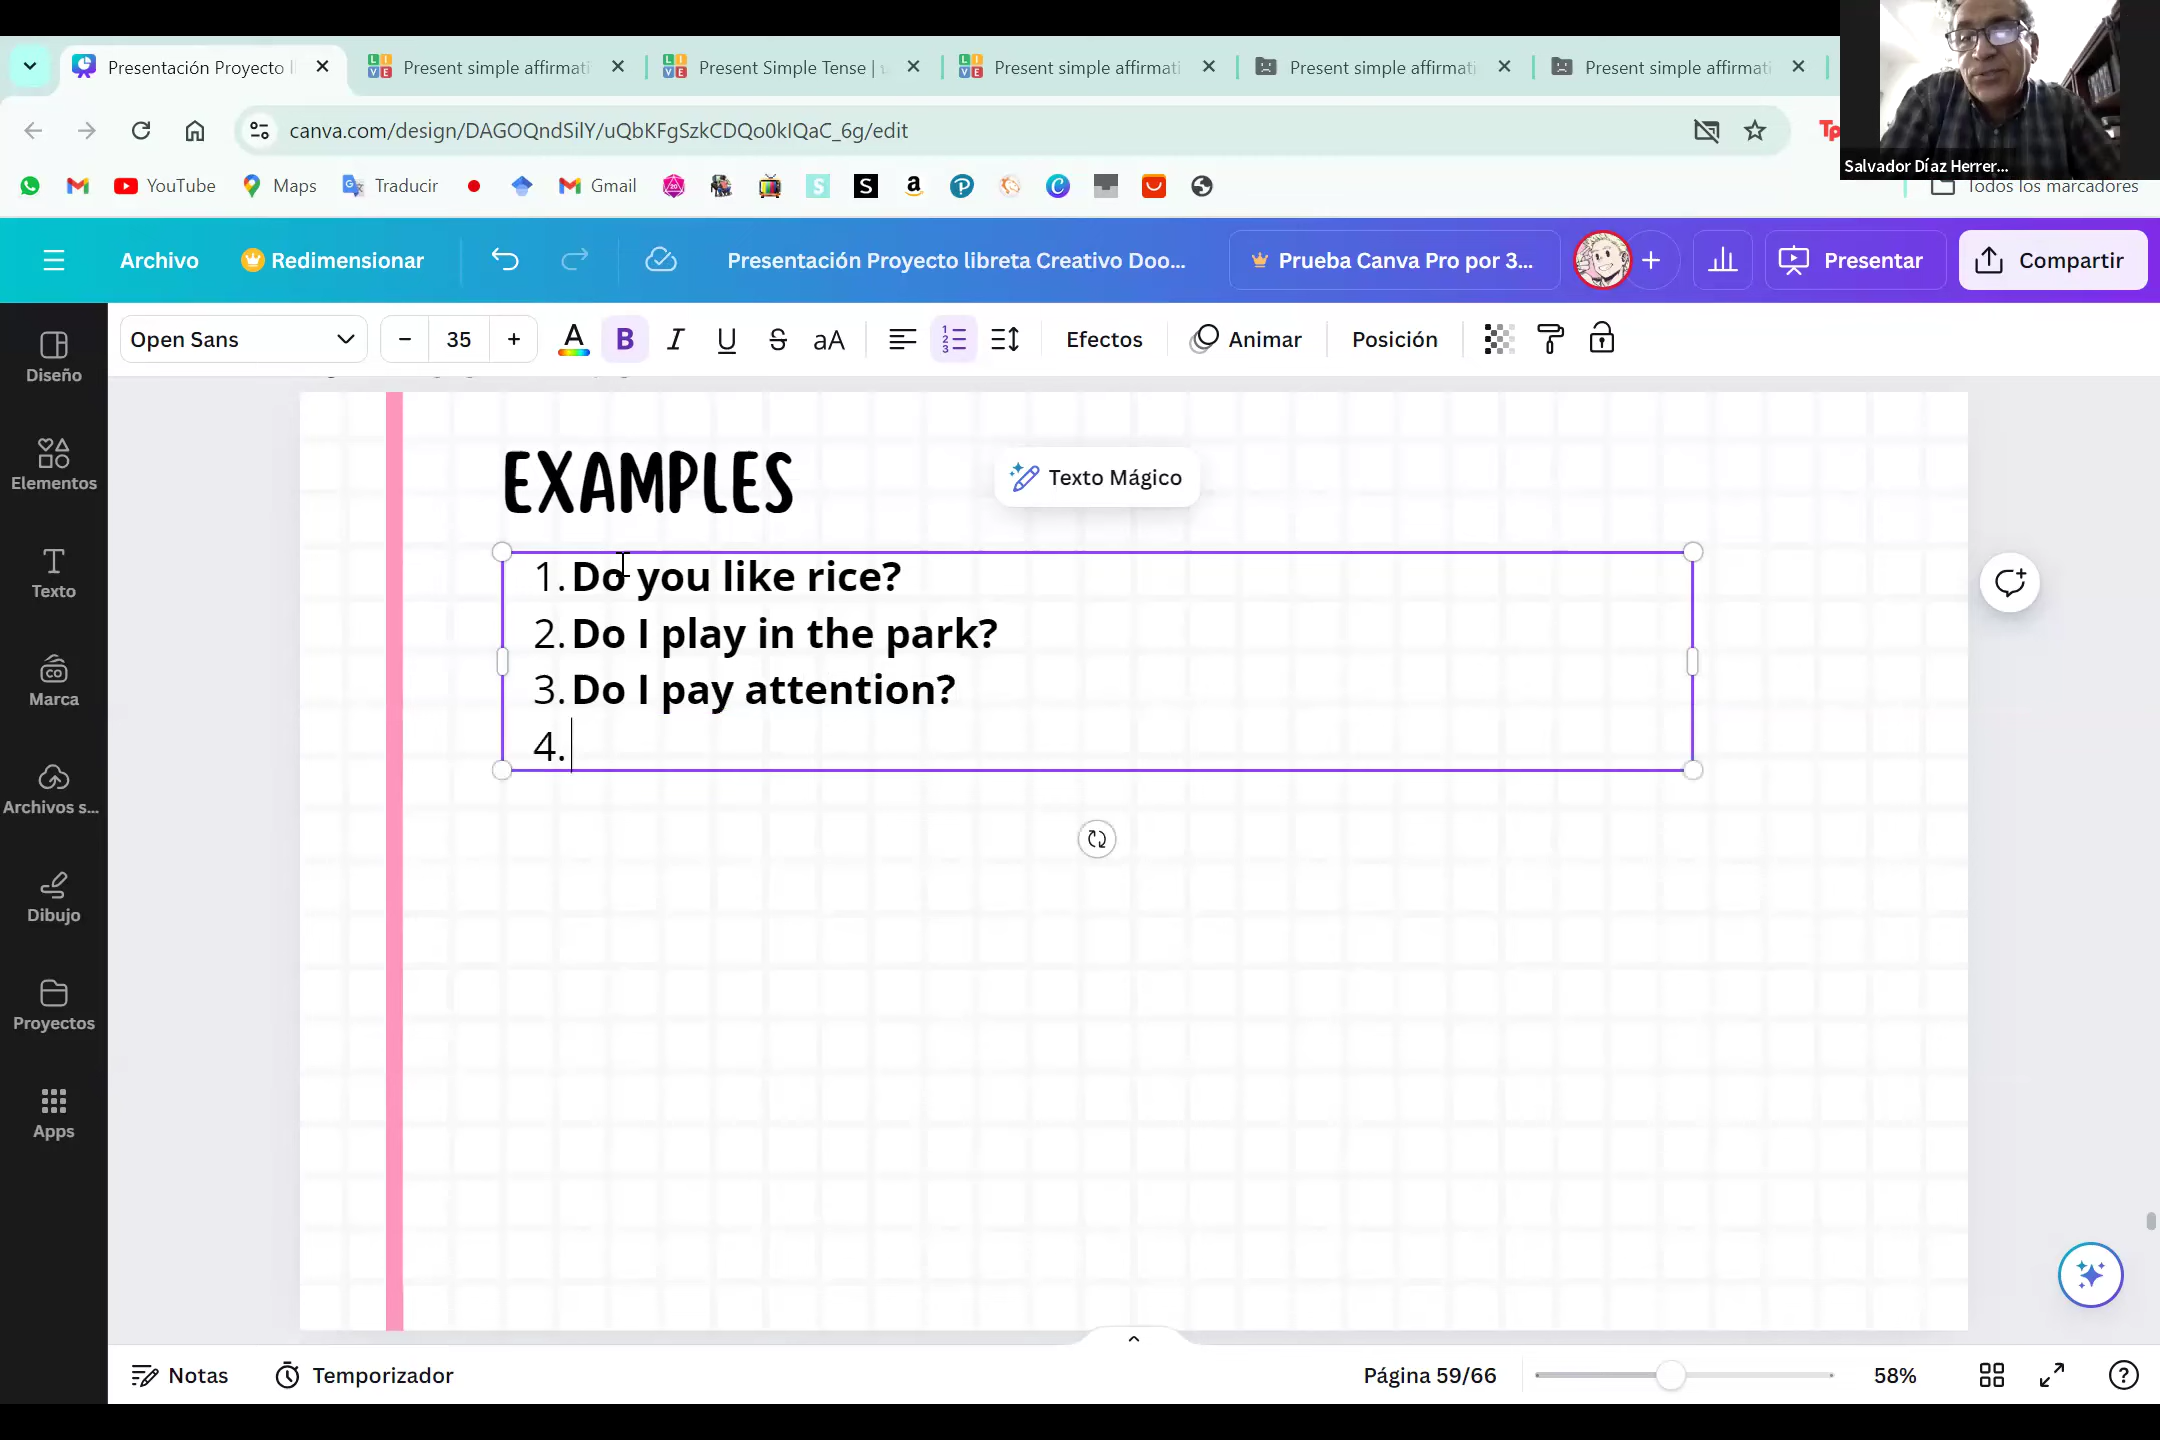 Presentación Proyecto l
Present simple affirmati
Present Simple Tense |
Present simple affirmati
Present simple affirmati
Present simple affirmati
canva.com/design/DAGOQndSilY/uQbKFgSzkCDQo0kIQaC_6g/edit
Salvador Díaz Herrer...
YouTube
Maps
Traducir
Gmail
Todos los marcadores
Archivo
Redimensionar
Presentación Proyecto libreta Creativo Doo...
Prueba Canva Pro por 3...
Presentar
Compartir
Open Sans
35
Efectos
Animar
Posición
Diseño
Elementos
Texto
Marca
Archivos s...
Dibujo
Proyectos
Apps
EXAMPLES
Texto Mágico
1. Do you like rice?
2. Do I play in the park?
3. Do I pay attention?
4.
Notas
Temporizador
Página 59/66
58%